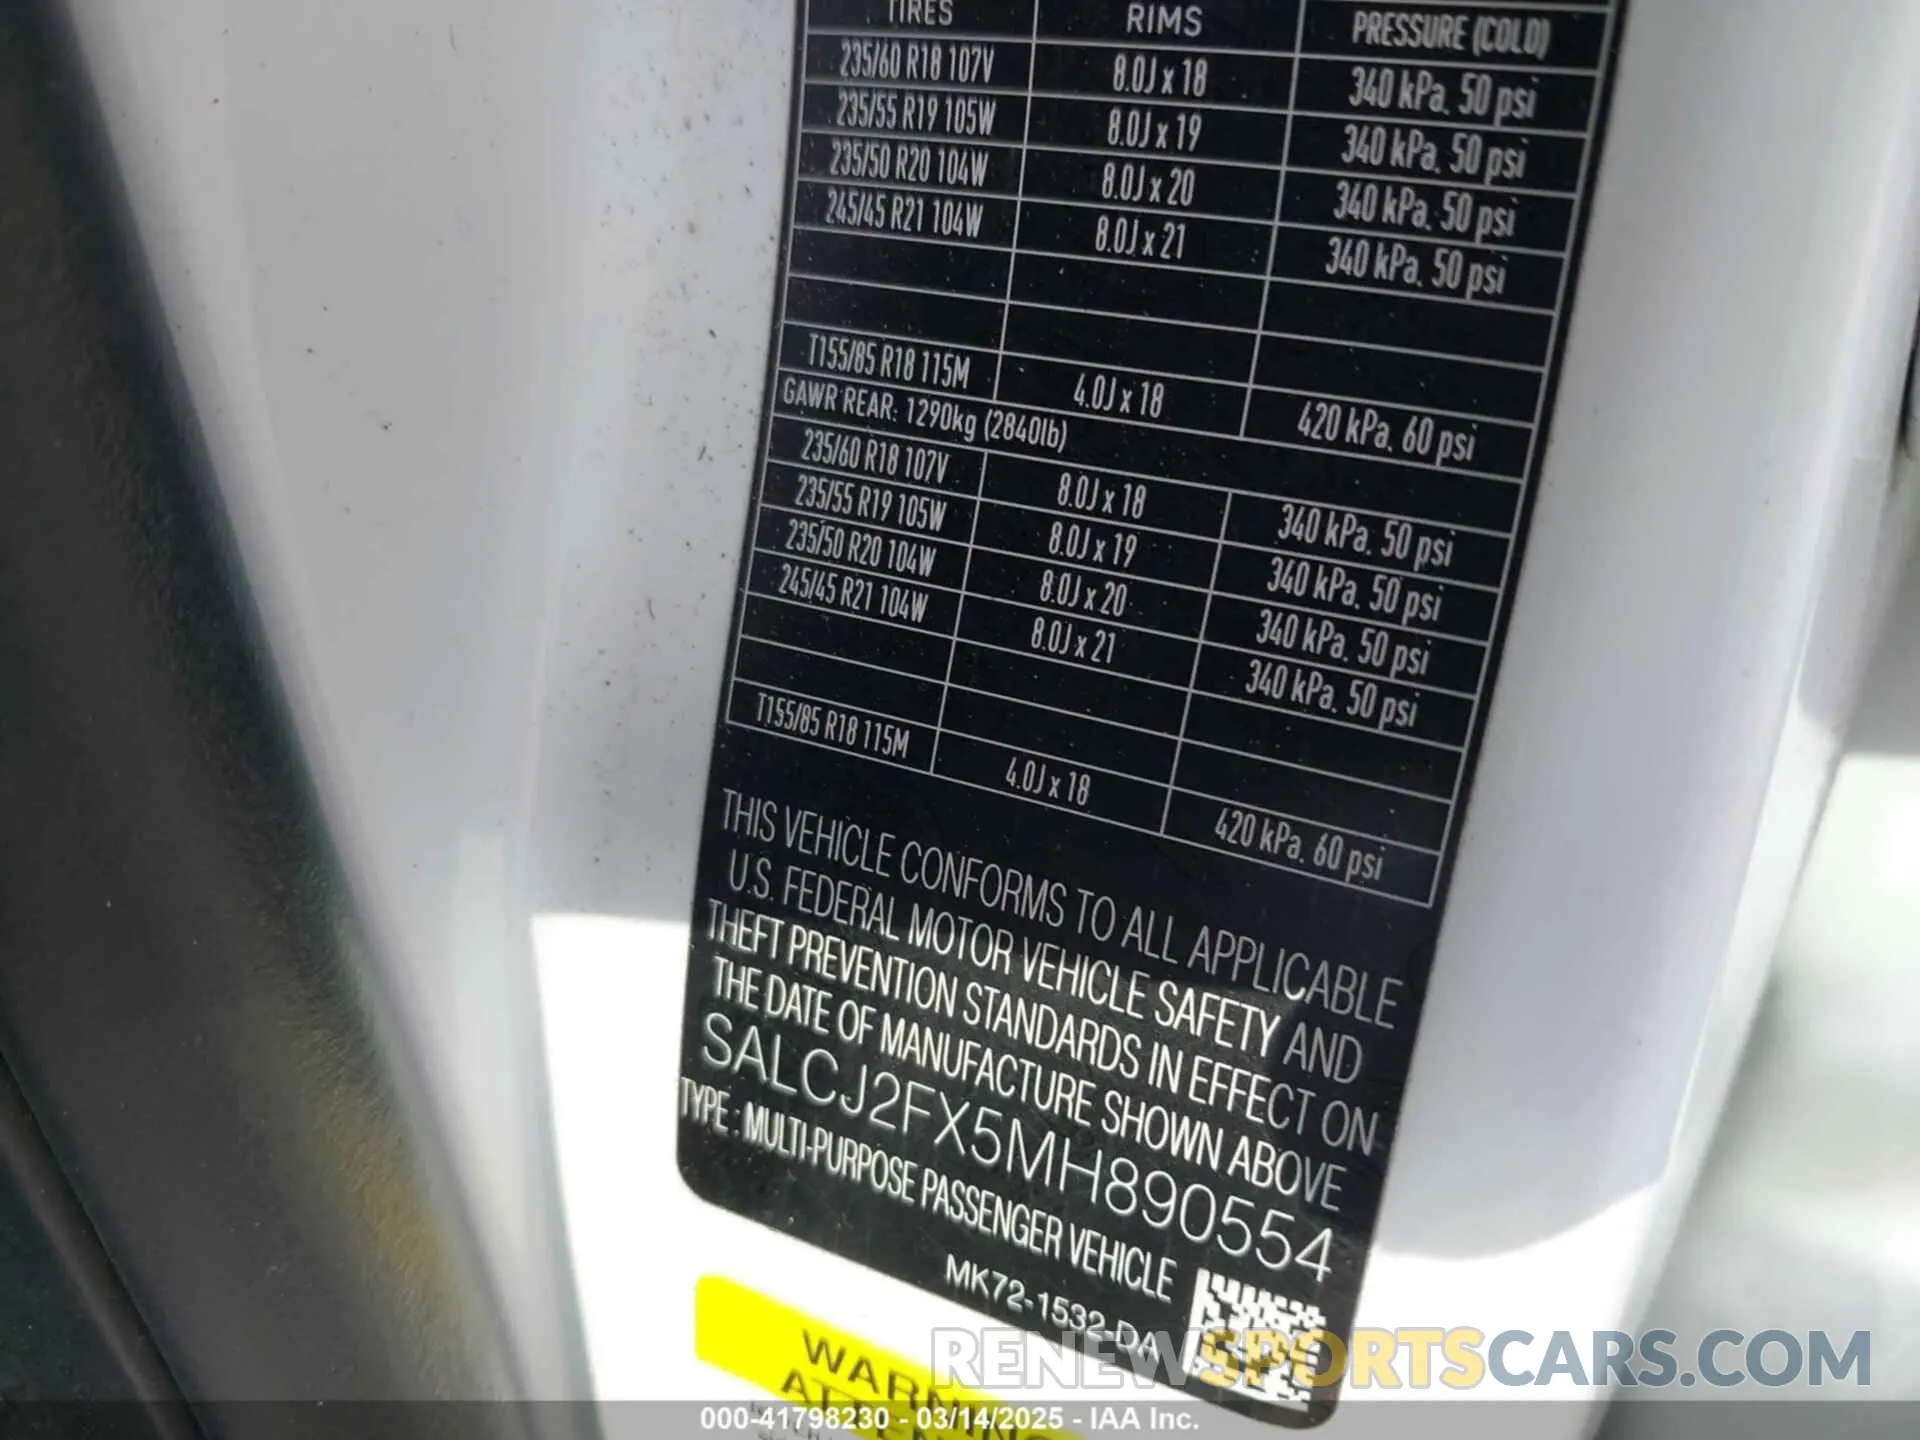 TIRES RIMS PRESSURE (COLD)
235/60 R18 107V 8.0J x 18 340 kPa. 50 psi
235/55 R19 105W 8.0J x 19 340 kPa. 50 psi
235/50 R20 104W 8.0J x 20 340 kPa. 50 psi
245/45 R21 104W 8.0J x 21 340 kPa. 50 psi
T155/85 R18 115M 4.0J x 18 420 kPa. 60 psi
GAWR REAR: 1290kg (2840lb)
235/60 R18 107V 8.0J x 18 340 kPa. 50 psi
235/55 R19 105W 8.0J x 19 340 kPa. 50 psi
235/50 R20 104W 8.0J x 20 340 kPa. 50 psi
245/45 R21 104W 8.0J x 21 340 kPa. 50 psi
T155/85 R18 115M 4.0J x 18 420 kPa. 60 psi
THIS VEHICLE CONFORMS TO ALL APPLICABLE
U.S. FEDERAL MOTOR VEHICLE SAFETY AND
THEFT PREVENTION STANDARDS IN EFFECT ON
THE DATE OF MANUFACTURE SHOWN ABOVE
SALCJ2FX5MH890554
TYPE: MULTI-PURPOSE PASSENGER VEHICLE
MK72-1532-DA
WARNING
RENEWSPORTSCARS.COM
000-41798230 - 03/14/2025 - IAA Inc.